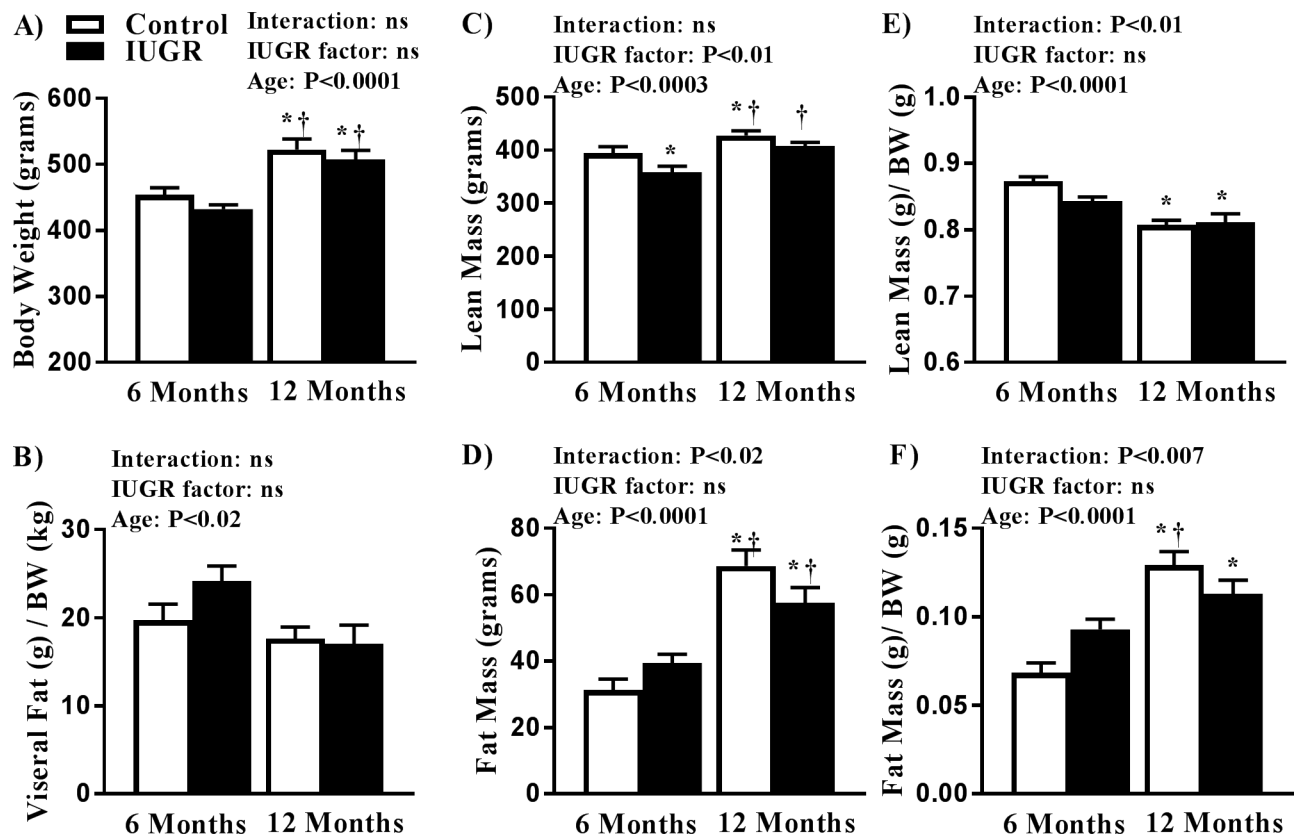 A)
Control
IUGR
Interaction: ns
IUGR factor: ns
Age: P<0.0001
Body Weight (grams)
600
500
400
300
200
* †
* †
6 Months
12 Months
C)
Interaction: ns
IUGR factor: P<0.01
Age: P<0.0003
Lean Mass (grams)
500
400
300
200
100
0
*
* †
†
6 Months
12 Months
E)
Interaction: P<0.01
IUGR factor: ns
Age: P<0.0001
Lean Mass (g)/ BW (g)
1.0
0.9
0.8
0.7
0.6
*
*
6 Months
12 Months
B)
Interaction: ns
IUGR factor: ns
Age: P<0.02
Viseral Fat (g) / BW (kg)
30
20
10
0
6 Months
12 Months
D)
Interaction: P<0.02
IUGR factor: ns
Age: P<0.0001
Fat Mass (grams)
80
60
40
20
0
* †
* †
6 Months
12 Months
F)
Interaction: P<0.007
IUGR factor: ns
Age: P<0.0001
Fat Mass (g)/ BW (g)
0.15
0.10
0.05
0.00
* †
*
6 Months
12 Months